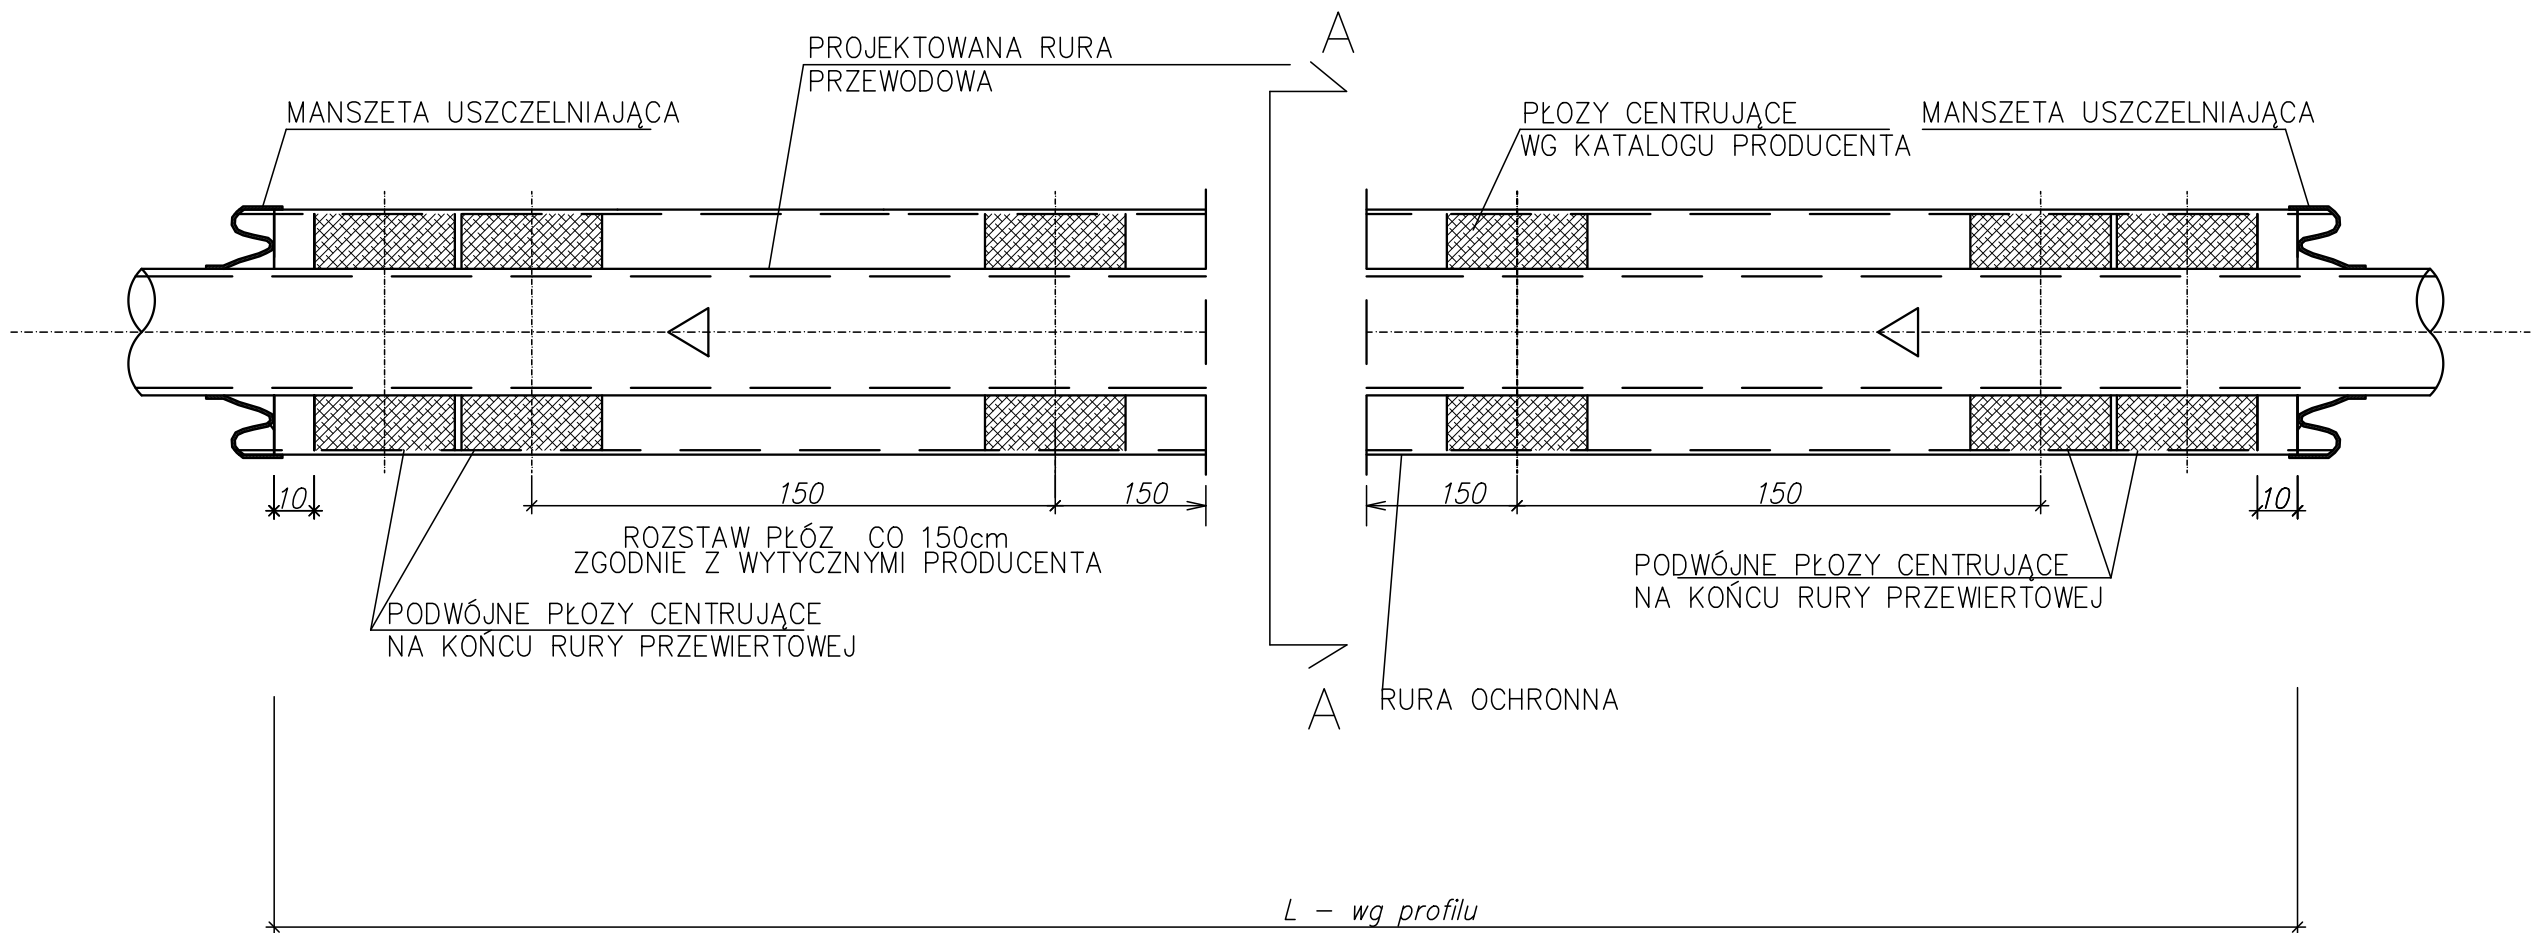 A
PROJEKTOWANA RURA
PRZEWODOWA
MANSZETA USZCZELNIAJĄCA
PŁOZY CENTRUJĄCE
WG KATALOGU PRODUCENTA
MANSZETA USZCZELNIAJĄCA
10
150
150
150
150
10
ROZSTAW PŁÓZ CO 150cm
ZGODNIE Z WYTYCZNYMI PRODUCENTA
PODWÓJNE PŁOZY CENTRUJĄCE
NA KOŃCU RURY PRZEWIERTOWEJ
PODWÓJNE PŁOZY CENTRUJĄCE
NA KOŃCU RURY PRZEWIERTOWEJ
A
RURA OCHRONNA
L - wg profilu